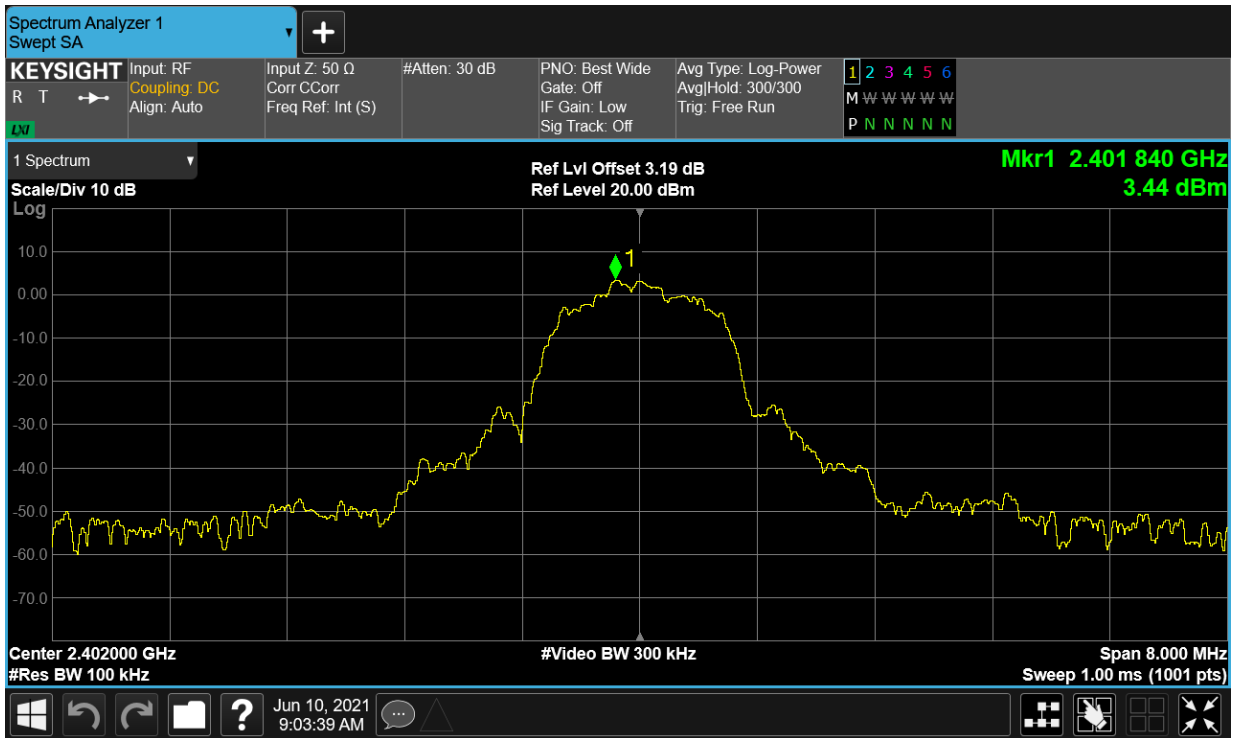 Spectrum Analyzer 1
Swept SA
+
KEYSIGHT
R T
LXI
Input: RF
Coupling: DC
Align: Auto
Input Z: 50 Ω
Corr CCorr
Freq Ref: Int (S)
#Atten: 30 dB
PNO: Best Wide
Gate: Off
IF Gain: Low
Sig Track: Off
Avg Type: Log-Power
Avg|Hold: 300/300
Trig: Free Run
1 2 3 4 5 6
M W W W W W
P N N N N N N
1 Spectrum
Scale/Div 10 dB
Log
Ref Lvl Offset 3.19 dB
Ref Level 20.00 dBm
Mkr1 2.401 840 GHz
3.44 dBm
1
10.0
0.00
-10.0
-20.0
-30.0
-40.0
-50.0
-60.0
-70.0
Center 2.402000 GHz
#Res BW 100 kHz
#Video BW 300 kHz
Span 8.000 MHz
Sweep 1.00 ms (1001 pts)
?
Jun 10, 2021
9:03:39 AM